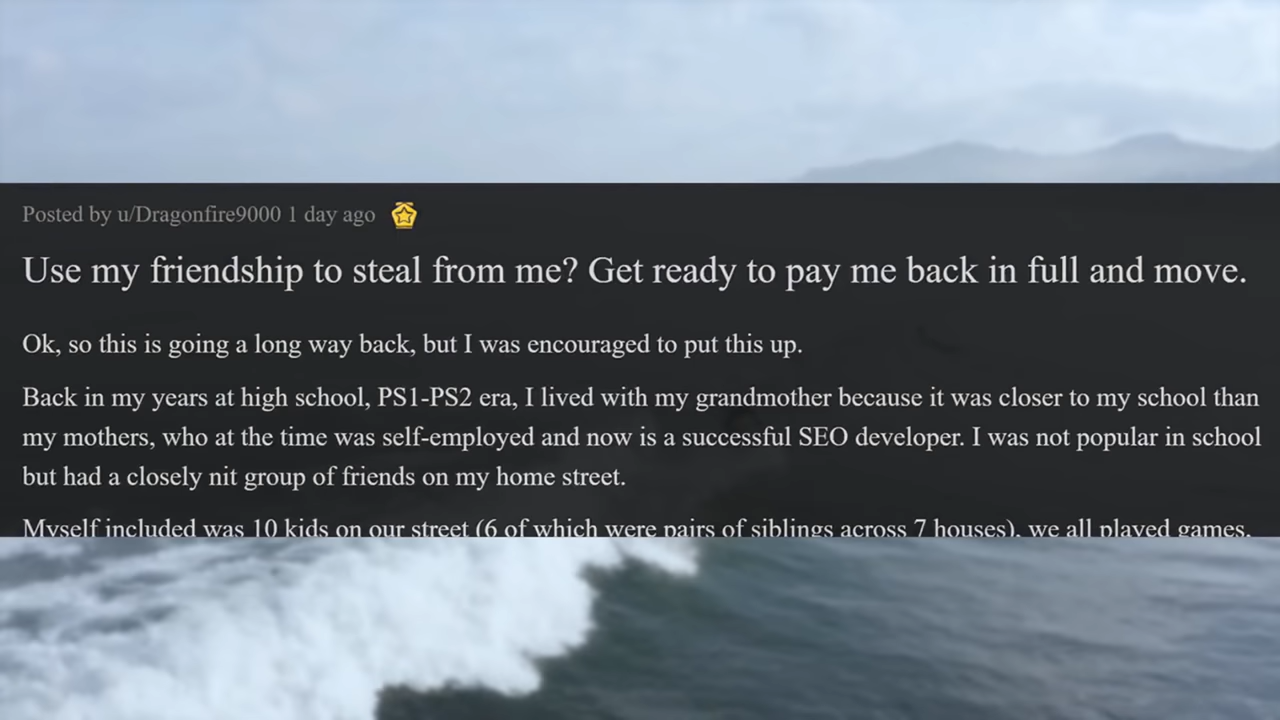 Posted by u/Dragonfire9000 1 day ago
Use my friendship to steal from me? Get ready to pay me back in full and move.
Ok, so this is going a long way back, but I was encouraged to put this up.
Back in my years at high school, PS1-PS2 era, I lived with my grandmother because it was closer to my school than
my mothers, who at the time was self-employed and now is a successful SEO developer. I was not popular in school
but had a closely nit group of friends on my home street.
Myself included was 10 kids on our street (6 of which were pairs of siblings across 7 houses), we all played games,